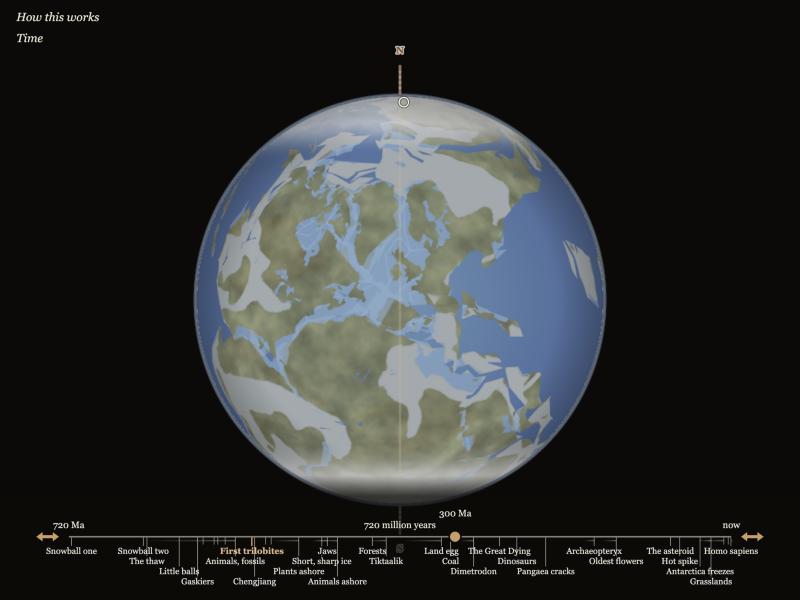 How this works
Time
N
300 Ma
720 Ma 720 million years now
Snowball one Snowball two First trilobites Jaws Forests Land egg The Great Dying Archaeopteryx The asteroid Homo sapiens
The thaw Animals, fossils Short, sharp ice Tiktaalik Coal Dinosaurs Oldest flowers Hot spike
Little balls Plants ashore Dimetrodon Pangaea cracks Antarctica freezes
Gaskiers Chengjiang Animals ashore Grasslands